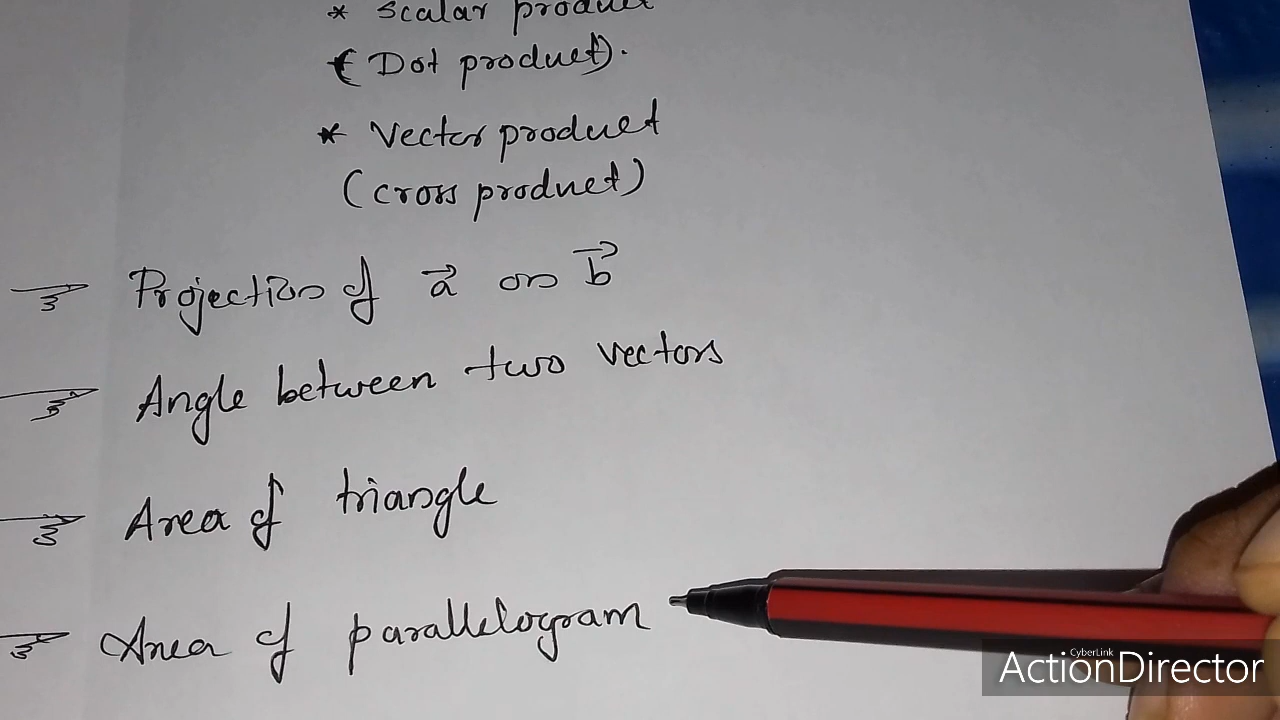 * Scalar product
(Dot product).
* Vector product
(cross product)
Projection of a⃗ on b⃗
Angle between two vectors
Area of triangle
Area of parallelogram
CyberLink
ActionDirector